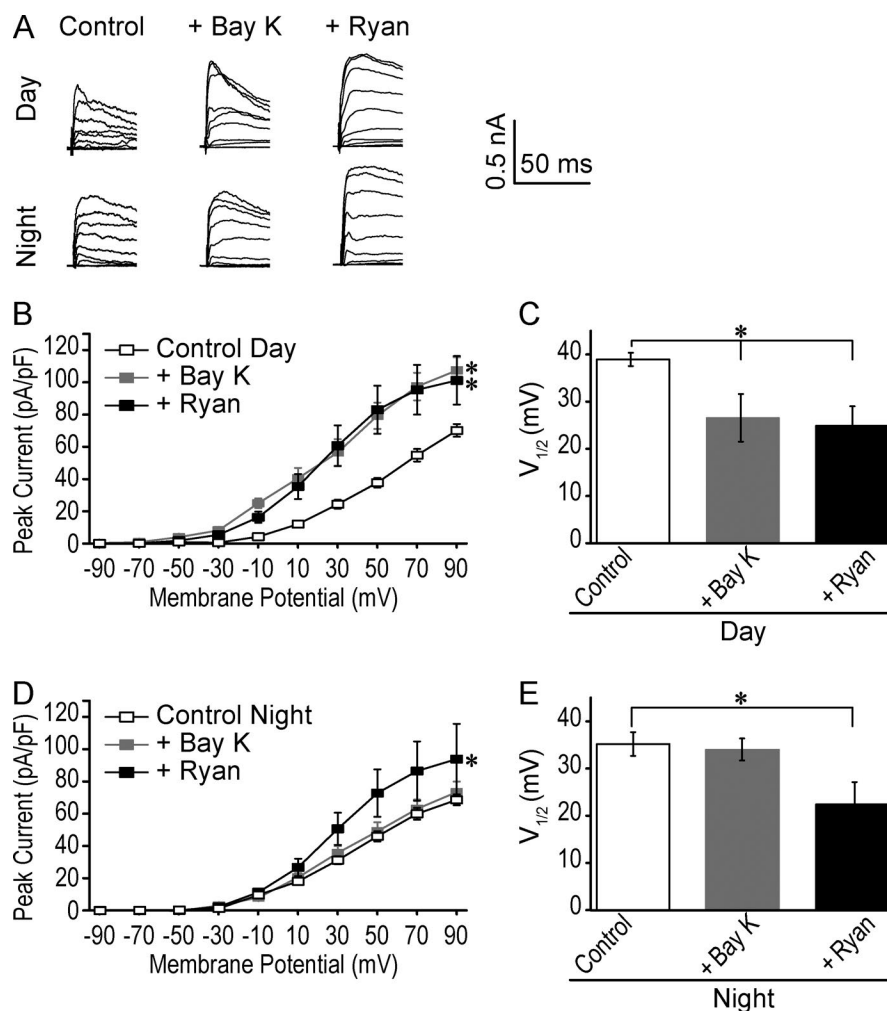 A
Control + Bay K + Ryan
Day
Night
0.5 nA
50 ms
B
Peak Current (pA/pF)
120
100
80
60
40
20
0
Control Day
+ Bay K
+ Ryan
*
*
-90 -70 -50 -30 -10 10 30 50 70 90
Membrane Potential (mV)
C
V1/2 (mV)
40
30
20
10
0
*
Control
+ Bay K
+ Ryan
Day
D
Peak Current (pA/pF)
120
100
80
60
40
20
0
Control Night
+ Bay K
+ Ryan
*
-90 -70 -50 -30 -10 10 30 50 70 90
Membrane Potential (mV)
E
V1/2 (mV)
40
30
20
10
0
*
Control
+ Bay K
+ Ryan
Night